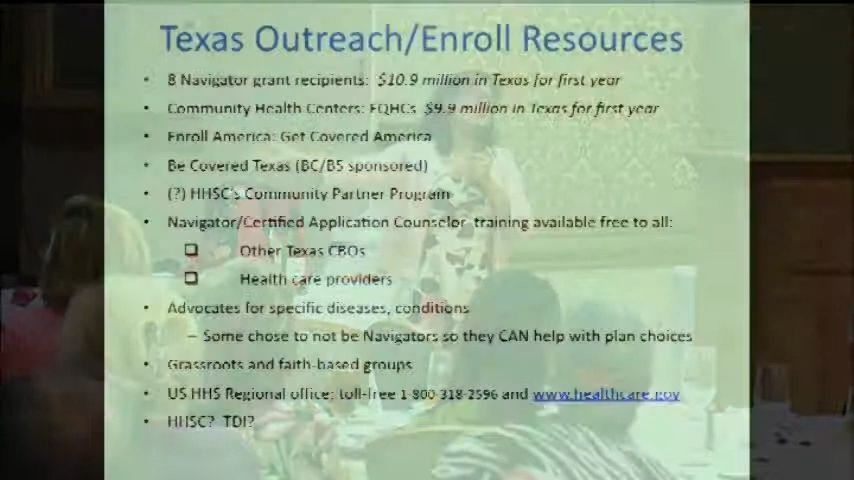 Texas Outreach/Enroll Resources
• 8 Navigator grant recipients: $10.9 million in Texas for first year
• Community Health Centers: FQHCs $9.9 million in Texas for first year
• Enroll America: Get Covered America
• Be Covered Texas (BC/BS sponsored)
• (?) HHSC's Community Partner Program
• Navigator/Certified Application Counselor training available free to all:
❑ Other Texas CBOs
❑ Health care providers
• Advocates for specific diseases, conditions
– Some chose to not be Navigators so they CAN help with plan choices
• Grassroots and faith-based groups
• US HHS Regional office: toll-free 1-800-318-2596 and www.healthcare.gov
• HHSC? TDI?